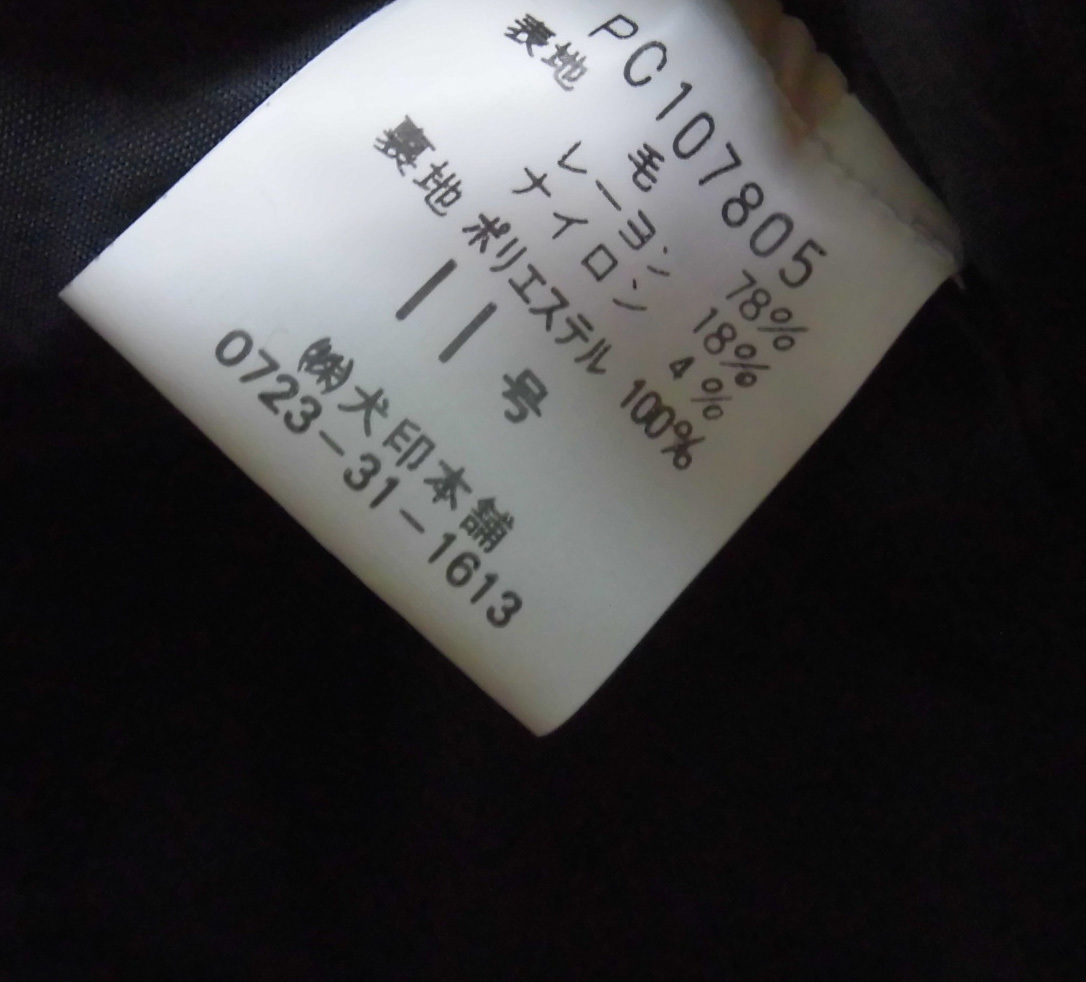 PC107805
表地 毛 78%
レーヨン 18%
ナイロン 4%
裏地 ポリエステル 100%
11号
㈱犬印本舗
0723-31-1613